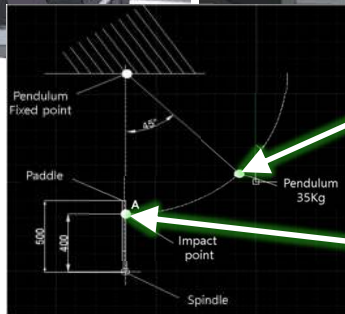 Pendulum
Fixed point
45°
Paddle
A
Pendulum
35Kg
500
400
Impact
point
Spindle